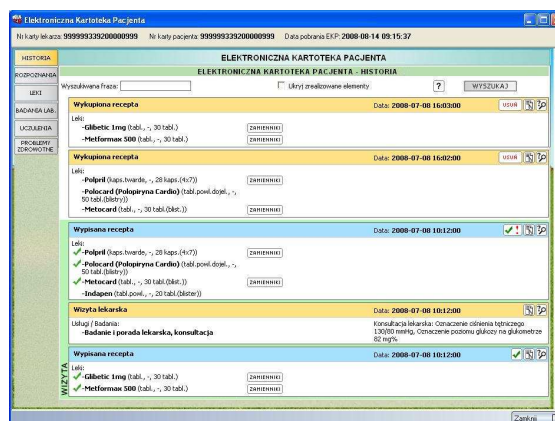 Elektroniczna Kartoteka Pacjenta
Nr karty lekarza: 999999339200000999 Nr karty pacjenta: 999999339200000999 Data pobrania EKP: 2008-08-14 09:15:37
HISTORIA
ROZPOZNANIA
LEKI
BADANIA LAB.
UCZULENIA
PROBLEMY
ZDROWOTNE
ELEKTRONICZNA KARTOTEKA PACJENTA
ELEKTRONICZNA KARTOTEKA PACJENTA - HISTORIA
Wyszukiwana fraza: Ukryj zrealizowane elementy ? WYSZUKAJ
Wykupiona recepta Data: 2008-07-08 16:03:00 USUŃ
Leki:
-Glibetic 1mg (tabl., -, 30 tabl.) ZAMIENNIKI
-Metformax 500 (tabl., -, 30 tabl.) ZAMIENNIKI
Wykupiona recepta Data: 2008-07-08 16:02:00 USUŃ
Leki:
-Polpril (kaps.twarde, -, 28 kaps.(4x7)) ZAMIENNIKI
-Polocard (Polopiryna Cardio) (tabl.powl.dojel., -,
50 tabl.(blistry))
-Metocard (tabl., -, 30 tabl.(blist.)) ZAMIENNIKI
Wypisana recepta Data: 2008-07-08 10:12:00 !
Leki:
-Polpril (kaps.twarde, -, 28 kaps.(4x7)) ZAMIENNIKI
-Polocard (Polopiryna Cardio) (tabl.powl.dojel., -,
50 tabl.(blistry))
-Metocard (tabl., -, 30 tabl.(blist.)) ZAMIENNIKI
-Indapen (tabl.powl., -, 20 tabl.(blister))
Wizyta lekarska Data: 2008-07-08 10:12:00
Usługi / Badania:
-Badanie i porada lekarska, konsultacja
Konsultacja lekarska: Oznaczenie ciśnienia tętniczego
130/80 mmHg, Oznaczenie poziomu glukozy na glukometrze
82 mg%
Wypisana recepta Data: 2008-07-08 10:12:00
Leki:
-Glibetic 1mg (tabl., -, 30 tabl.) ZAMIENNIKI
-Metformax 500 (tabl., -, 30 tabl.) ZAMIENNIKI
WIZYTA
Zamknij